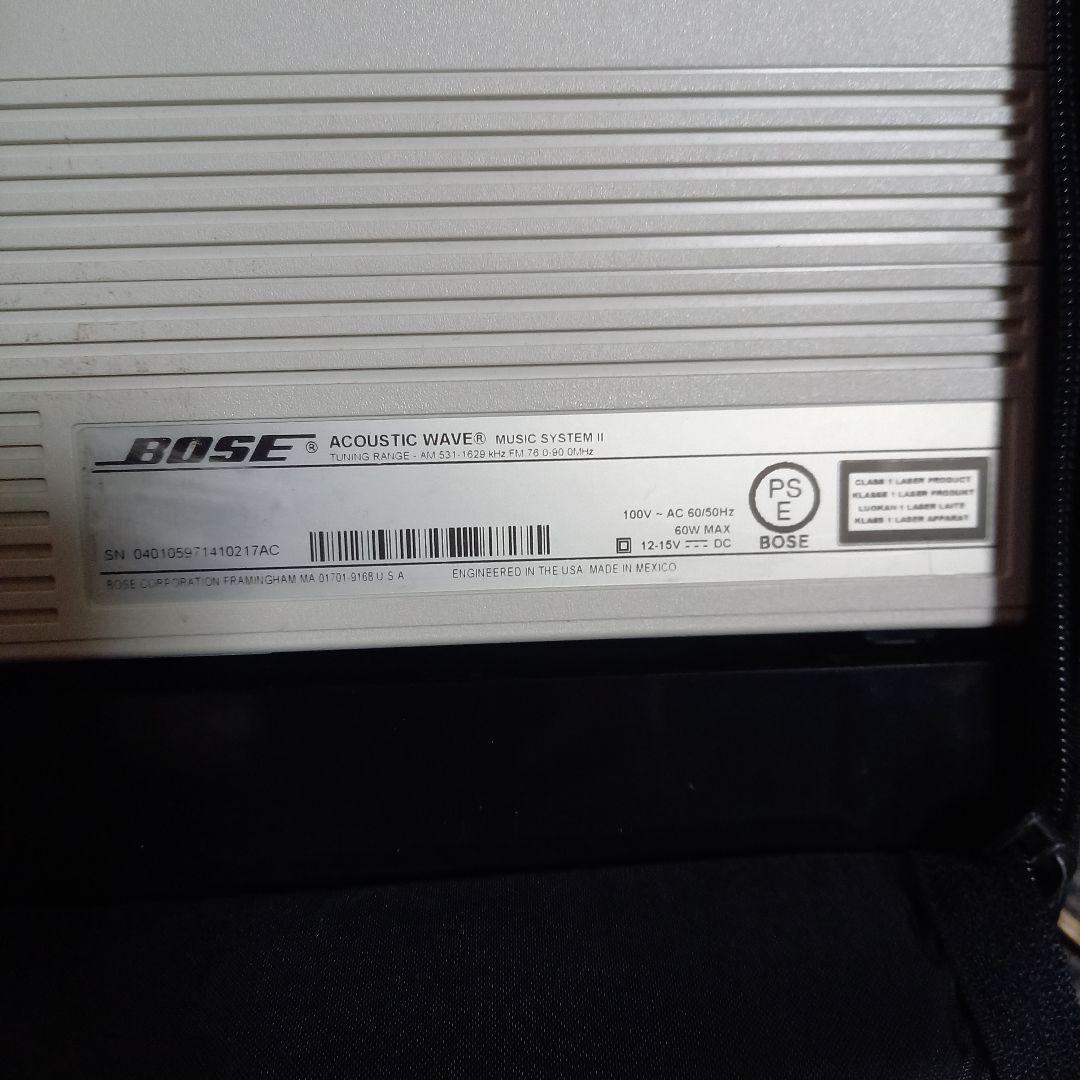 BOSE® ACOUSTIC WAVE® MUSIC SYSTEM II
TUNING RANGE - AM 531-1629 kHz FM 76.0-90.0MHz
SN 040105971410217AC
100V ~ AC 60/50Hz
60W MAX
12-15V ⎓ DC
PS
E
BOSE
CLASS 1 LASER PRODUCT
KLASSE 1 LASER PRODUKT
LUOKAN 1 LASER LAITE
KLASS 1 LASER APPARAT
BOSE CORPORATION FRAMINGHAM MA 01701-9168 U S A ENGINEERED IN THE USA MADE IN MEXICO